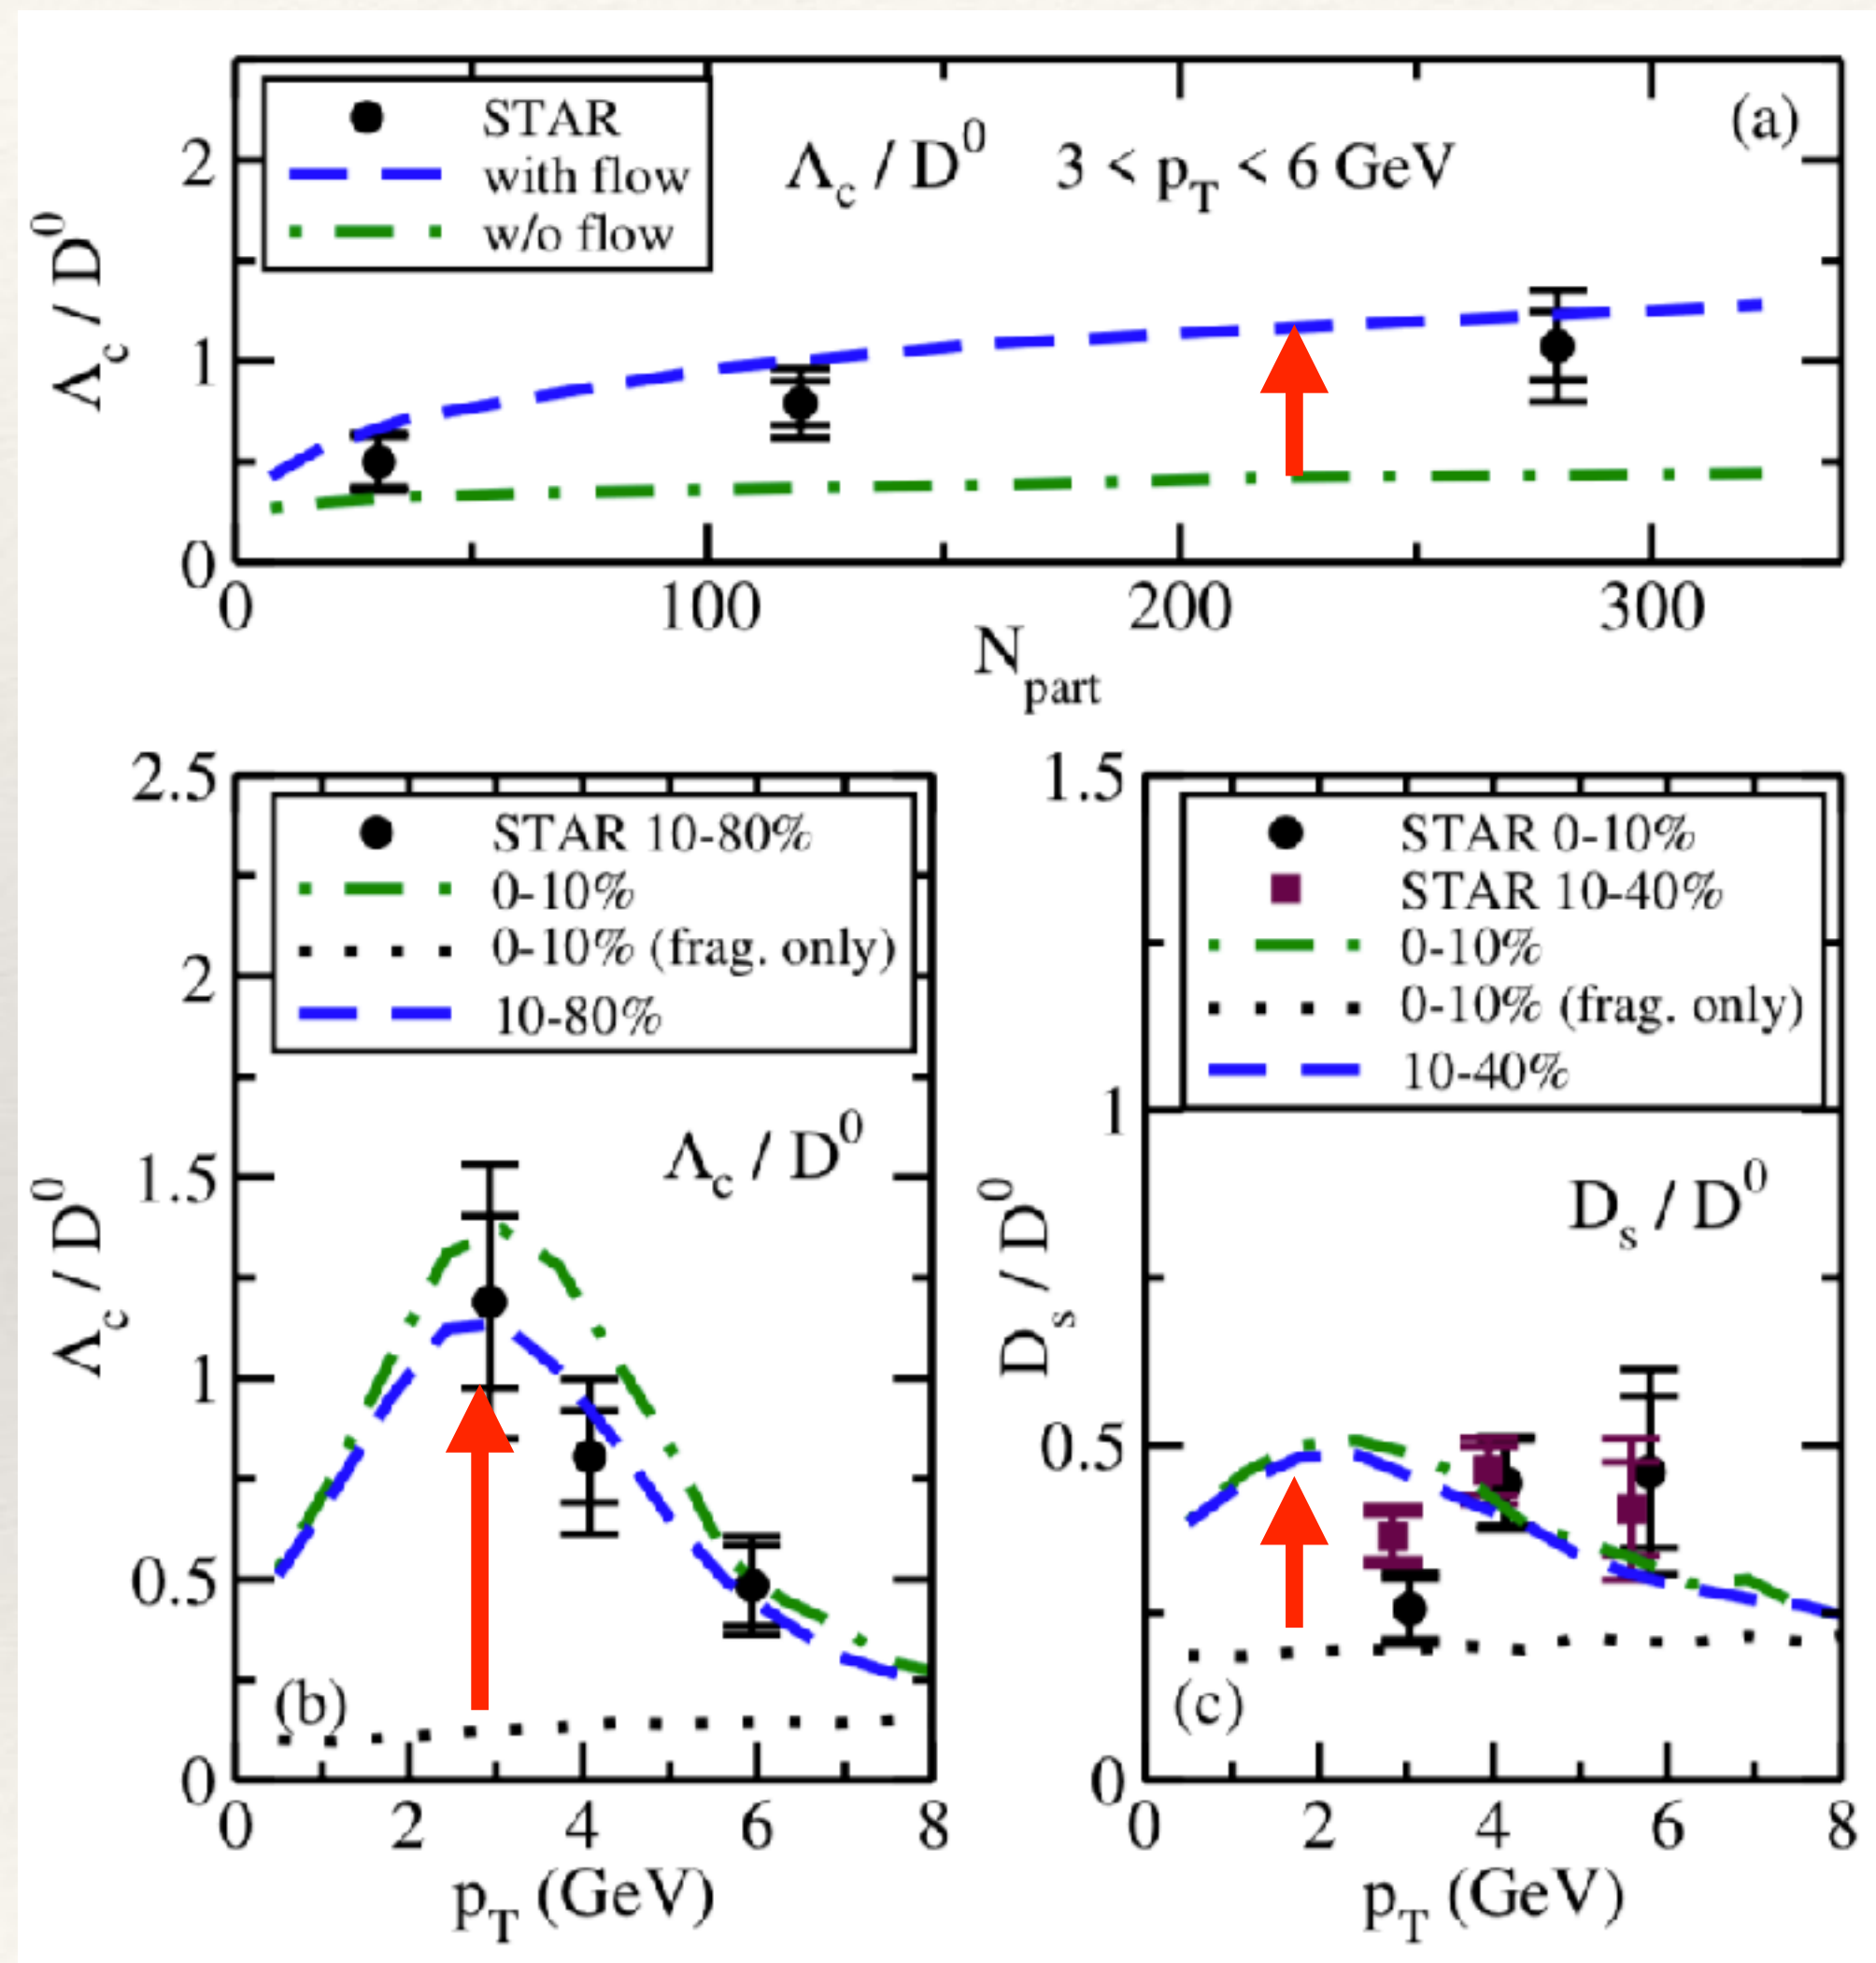 (a)
STAR
with flow
w/o flow
Λc / D⁰ 3 < pT < 6 GeV
Λc / D⁰
2
1
0
0 100 200 300
Npart
2.5
2
1.5
1
0.5
0
STAR 10-80%
0-10%
0-10% (frag. only)
10-80%
Λc / D⁰
Λc / D⁰
(b)
0 2 4 6 8
pT (GeV)
1.5
1
0.5
0
STAR 0-10%
STAR 10-40%
0-10%
0-10% (frag. only)
10-40%
Ds / D⁰
Ds / D⁰
(c)
0 2 4 6 8
pT (GeV)